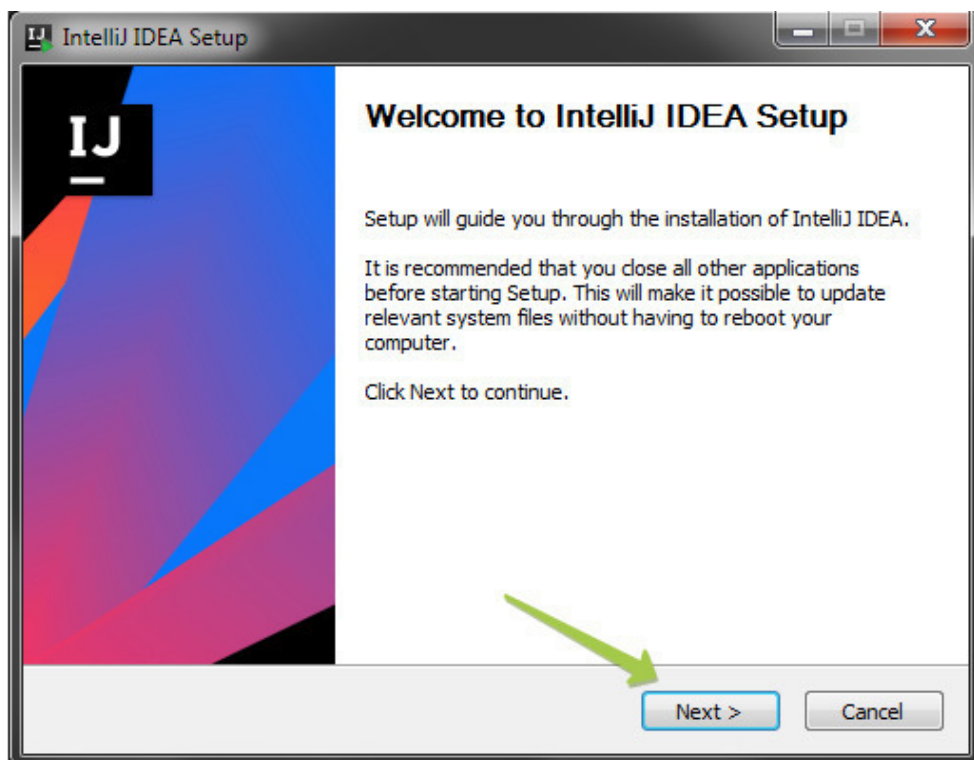 IntelliJ IDEA Setup
IJ
Welcome to IntelliJ IDEA Setup
Setup will guide you through the installation of IntelliJ IDEA.
It is recommended that you close all other applications
before starting Setup. This will make it possible to update
relevant system files without having to reboot your
computer.
Click Next to continue.
Next >
Cancel